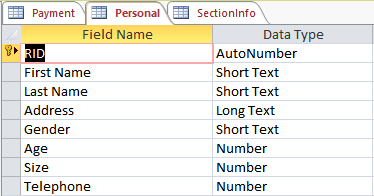 Payment Personal SectionInfo
Field Name Data Type
RID AutoNumber
First Name Short Text
Last Name Short Text
Address Long Text
Gender Short Text
Age Number
Size Number
Telephone Number